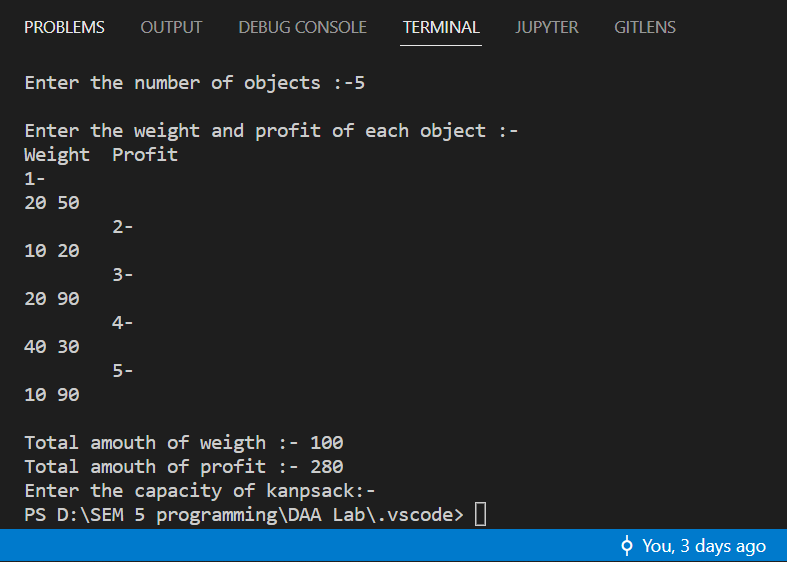 PROBLEMS OUTPUT DEBUG CONSOLE TERMINAL JUPYTER GITLENS
Enter the number of objects :-5
Enter the weight and profit of each object :-
Weight  Profit
1-
20 50
2-
10 20
3-
20 90
4-
40 30
5-
10 90
Total amouth of weigth :- 100
Total amouth of profit :- 280
Enter the capacity of kanpsack:-
PS D:\SEM 5 programming\DAA Lab\.vscode>
You, 3 days ago